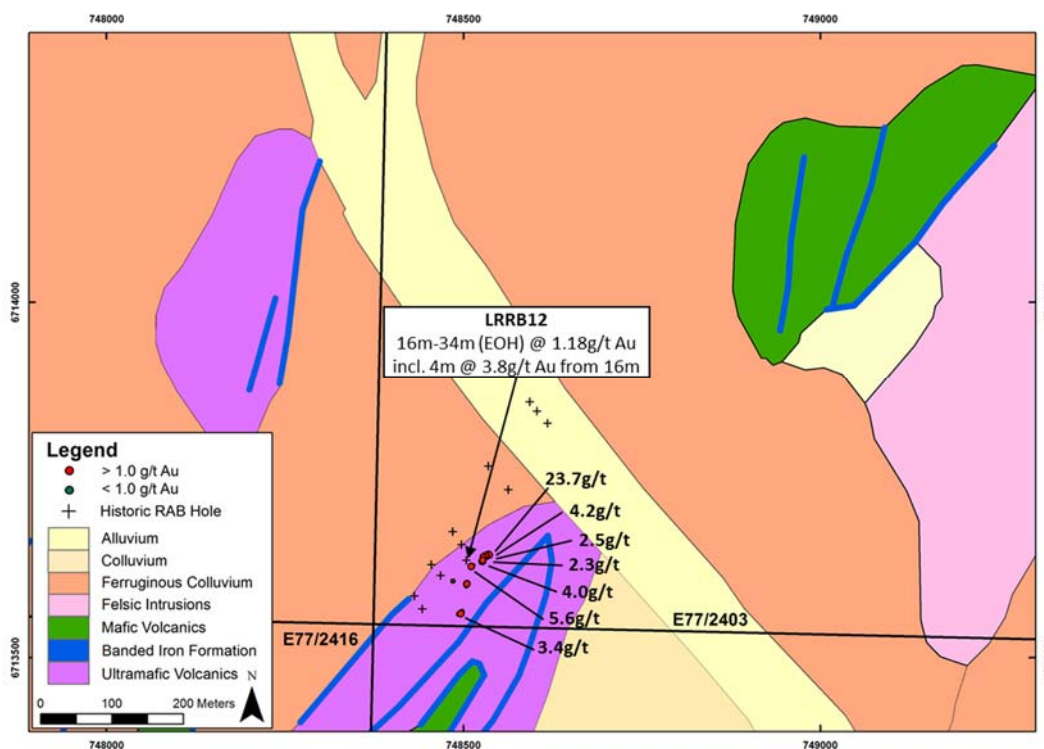 748000
748500
749000
6714000
LRRB12
16m-34m (EOH) @ 1.18g/t Au
incl. 4m @ 3.8g/t Au from 16m
23.7g/t
4.2g/t
2.5g/t
2.3g/t
4.0g/t
5.6g/t
3.4g/t
E77/2416
E77/2403
Legend
> 1.0 g/t Au
< 1.0 g/t Au
Historic RAB Hole
Alluvium
Colluvium
Ferruginous Colluvium
Felsic Intrusions
Mafic Volcanics
Banded Iron Formation
Ultramafic Volcanics
N
0
100
200 Meters
6713500
748000
748500
749000